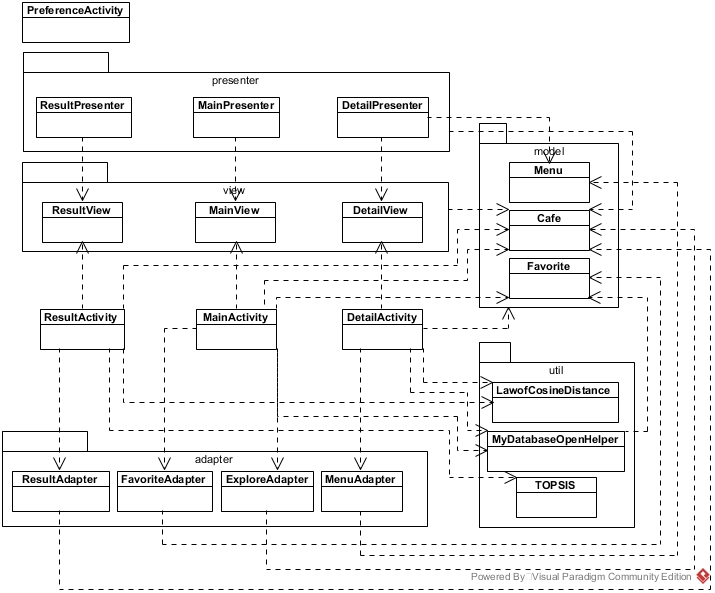 PreferenceActivity
presenter
ResultPresenter
MainPresenter
DetailPresenter
model
Menu
view
ResultView
MainView
DetailView
Cafe
Favorite
ResultActivity
MainActivity
DetailActivity
util
LawofCosineDistance
MyDatabaseOpenHelper
TOPSIS
adapter
ResultAdapter
FavoriteAdapter
ExploreAdapter
MenuAdapter
Powered By Visual Paradigm Community Edition